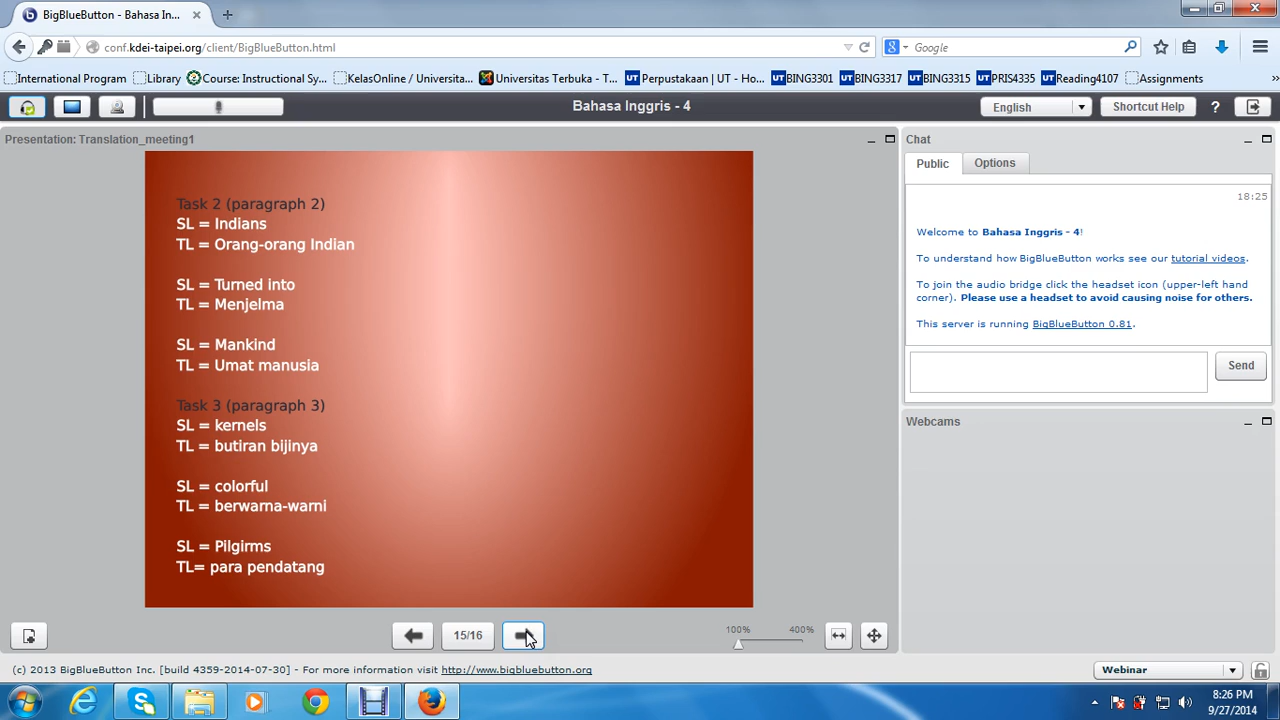 BigBlueButton - Bahasa In...
conf.kdei-taipei.org/client/BigBlueButton.html
Google
International Program
Library
Course: Instructional Sy...
KelasOnline / Universita...
Universitas Terbuka - T...
Perpustakaan | UT - Ho...
BING3301
BING3317
BING3315
PRIS4335
Reading4107
Assignments
Bahasa Inggris - 4
English
Shortcut Help
Presentation: Translation_meeting1
Task 2 (paragraph 2)
SL = Indians
TL = Orang-orang Indian
SL = Turned into
TL = Menjelma
SL = Mankind
TL = Umat manusia
Task 3 (paragraph 3)
SL = kernels
TL = butiran bijinya
SL = colorful
TL = berwarna-warni
SL = Pilgirms
TL= para pendatang
15/16
100%
400%
Chat
Public
Options
18:25
Welcome to Bahasa Inggris - 4!
To understand how BigBlueButton works see our tutorial videos.
To join the audio bridge click the headset icon (upper-left hand
corner). Please use a headset to avoid causing noise for others.
This server is running BigBlueButton 0.81.
Send
Webcams
(c) 2013 BigBlueButton Inc. [build 4359-2014-07-30] - For more information visit http://www.bigbluebutton.org
Webinar
8:26 PM
9/27/2014